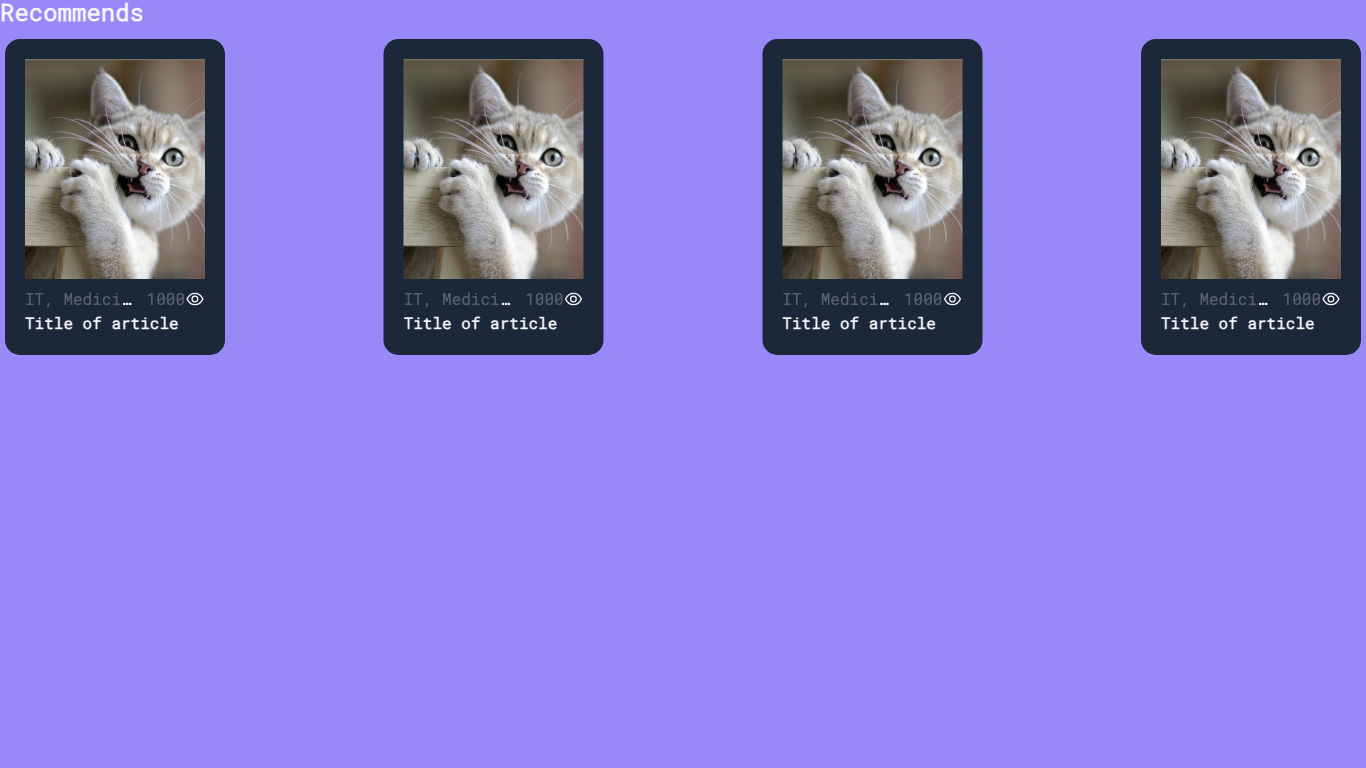 Recommends
IT, Medici… 1000
Title of article
IT, Medici… 1000
Title of article
IT, Medici… 1000
Title of article
IT, Medici… 1000
Title of article